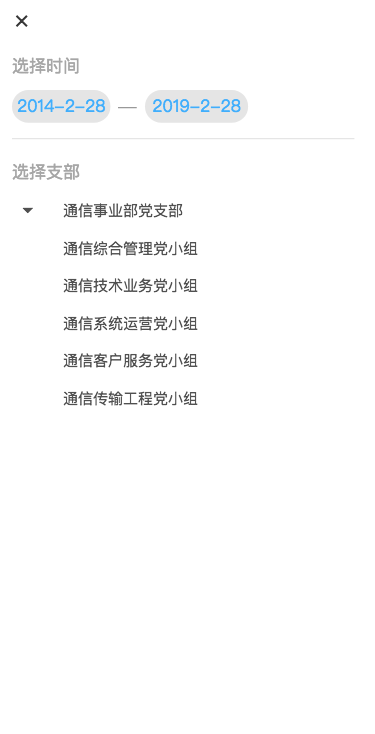 选择时间
2014-2-28 — 2019-2-28
选择支部
通信事业部党支部
通信综合管理党小组
通信技术业务党小组
通信系统运营党小组
通信客户服务党小组
通信传输工程党小组